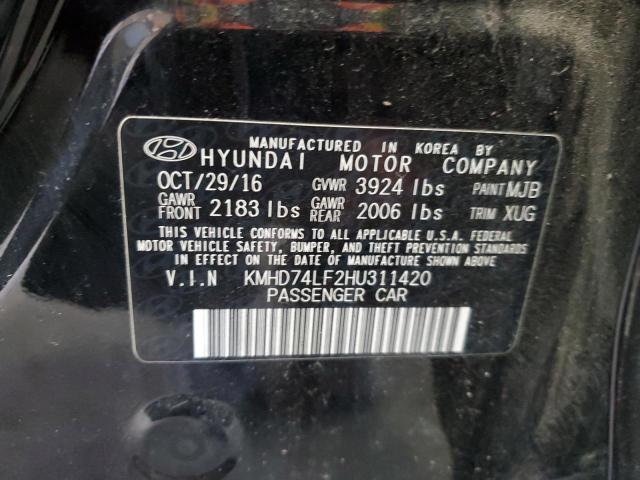 MANUFACTURED IN KOREA BY
HYUNDAI MOTOR COMPANY
OCT/29/16 GVWR 3924 lbs PAINT MJB
GAWR FRONT 2183 lbs GAWR REAR 2006 lbs TRIM XUG
THIS VEHICLE CONFORMS TO ALL APPLICABLE U.S.A. FEDERAL
MOTOR VEHICLE SAFETY, BUMPER, AND THEFT PREVENTION STANDARDS
IN EFFECT ON THE DATE OF MANUFACTURE SHOWN ABOVE.
V.I.N KMHD74LF2HU311420
PASSENGER CAR